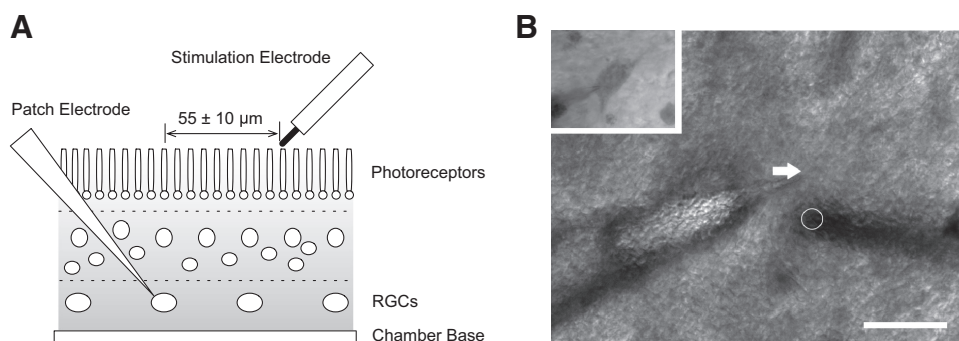 A
Stimulation Electrode
Patch Electrode
55 ± 10 µm
Photoreceptors
RGCs
Chamber Base
B